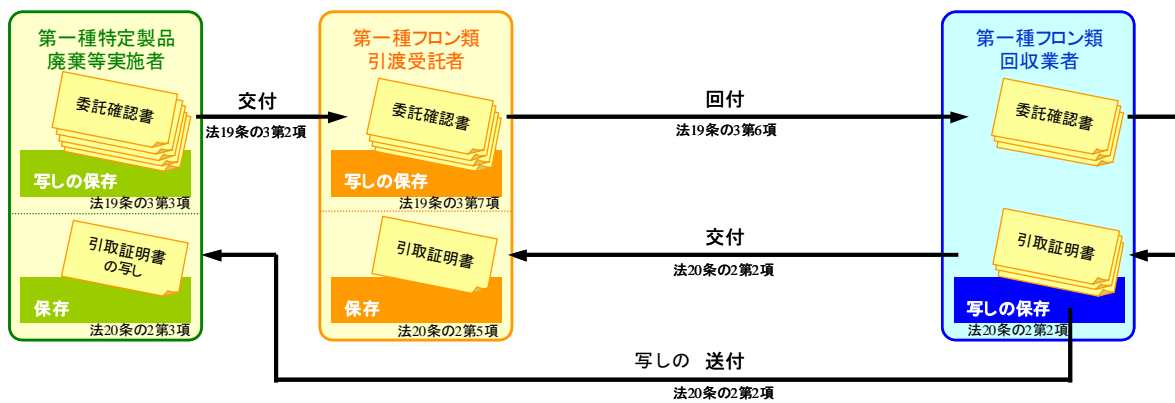 第一種特定製品
廃棄等実施者
委託確認書
写しの保存
法19条の3第3項
引取証明書
の写し
保存
法20条の2第3項
交付
法19条の3第2項
第一種フロン類
引渡受託者
委託確認書
写しの保存
法19条の3第7項
引取証明書
保存
法20条の2第5項
回付
法19条の3第6項
交付
法20条の2第2項
写しの 送付
法20条の2第2項
第一種フロン類
回収業者
委託確認書
引取証明書
写しの保存
法20条の2第2項